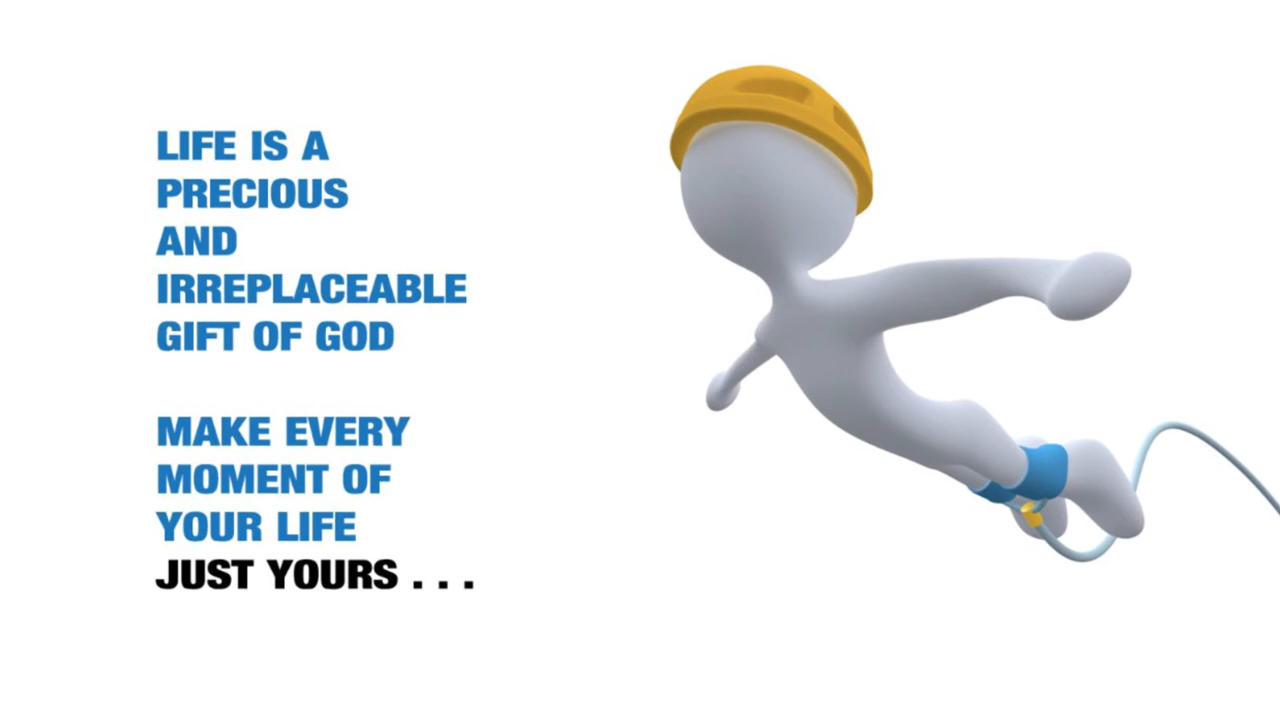 LIFE IS A
PRECIOUS
AND
IRREPLACEABLE
GIFT OF GOD
MAKE EVERY
MOMENT OF
YOUR LIFE
JUST YOURS . . .